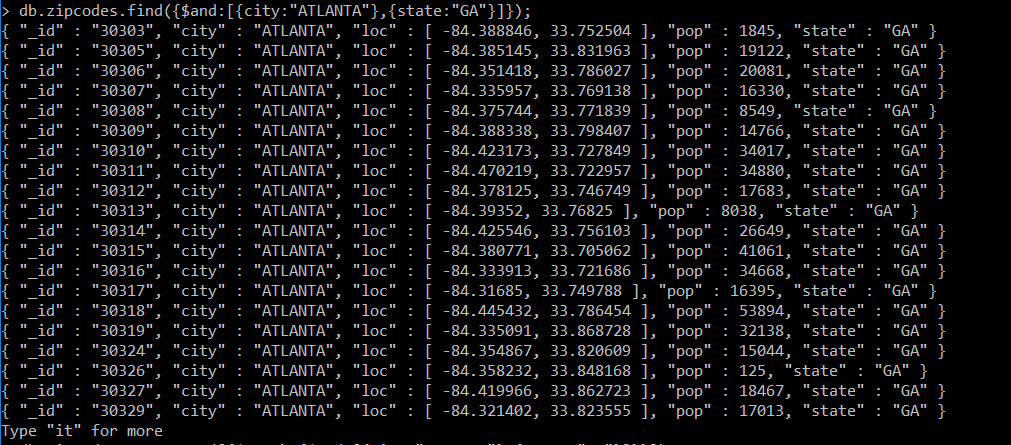 > db.zipcodes.find({$and:[{city:"ATLANTA"},{state:"GA"}]});
{ "_id" : "30303", "city" : "ATLANTA", "loc" : [ -84.388846, 33.752504 ], "pop" : 1845, "state" : "GA" }
{ "_id" : "30305", "city" : "ATLANTA", "loc" : [ -84.385145, 33.831963 ], "pop" : 19122, "state" : "GA" }
{ "_id" : "30306", "city" : "ATLANTA", "loc" : [ -84.351418, 33.786027 ], "pop" : 20081, "state" : "GA" }
{ "_id" : "30307", "city" : "ATLANTA", "loc" : [ -84.335957, 33.769138 ], "pop" : 16330, "state" : "GA" }
{ "_id" : "30308", "city" : "ATLANTA", "loc" : [ -84.375744, 33.771839 ], "pop" : 8549, "state" : "GA" }
{ "_id" : "30309", "city" : "ATLANTA", "loc" : [ -84.388338, 33.798407 ], "pop" : 14766, "state" : "GA" }
{ "_id" : "30310", "city" : "ATLANTA", "loc" : [ -84.423173, 33.727849 ], "pop" : 34017, "state" : "GA" }
{ "_id" : "30311", "city" : "ATLANTA", "loc" : [ -84.470219, 33.722957 ], "pop" : 34880, "state" : "GA" }
{ "_id" : "30312", "city" : "ATLANTA", "loc" : [ -84.378125, 33.746749 ], "pop" : 17683, "state" : "GA" }
{ "_id" : "30313", "city" : "ATLANTA", "loc" : [ -84.39352, 33.76825 ], "pop" : 8038, "state" : "GA" }
{ "_id" : "30314", "city" : "ATLANTA", "loc" : [ -84.425546, 33.756103 ], "pop" : 26649, "state" : "GA" }
{ "_id" : "30315", "city" : "ATLANTA", "loc" : [ -84.380771, 33.705062 ], "pop" : 41061, "state" : "GA" }
{ "_id" : "30316", "city" : "ATLANTA", "loc" : [ -84.333913, 33.721686 ], "pop" : 34668, "state" : "GA" }
{ "_id" : "30317", "city" : "ATLANTA", "loc" : [ -84.31685, 33.749788 ], "pop" : 16395, "state" : "GA" }
{ "_id" : "30318", "city" : "ATLANTA", "loc" : [ -84.445432, 33.786454 ], "pop" : 53894, "state" : "GA" }
{ "_id" : "30319", "city" : "ATLANTA", "loc" : [ -84.335091, 33.868728 ], "pop" : 32138, "state" : "GA" }
{ "_id" : "30324", "city" : "ATLANTA", "loc" : [ -84.354867, 33.820609 ], "pop" : 15044, "state" : "GA" }
{ "_id" : "30326", "city" : "ATLANTA", "loc" : [ -84.358232, 33.848168 ], "pop" : 125, "state" : "GA" }
{ "_id" : "30327", "city" : "ATLANTA", "loc" : [ -84.419966, 33.862723 ], "pop" : 18467, "state" : "GA" }
{ "_id" : "30329", "city" : "ATLANTA", "loc" : [ -84.321402, 33.823555 ], "pop" : 17013, "state" : "GA" }
Type "it" for more